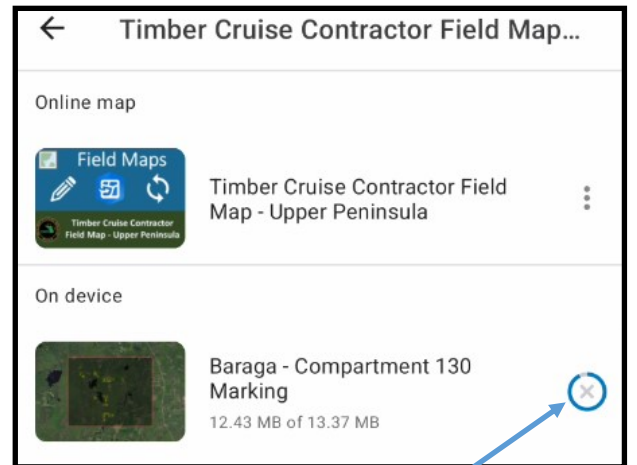 Timber Cruise Contractor Field Map...
Online map
Field Maps
Timber Cruise Contractor
Field Map - Upper Peninsula
Timber Cruise Contractor Field
Map - Upper Peninsula
On device
Baraga - Compartment 130
Marking
12.43 MB of 13.37 MB